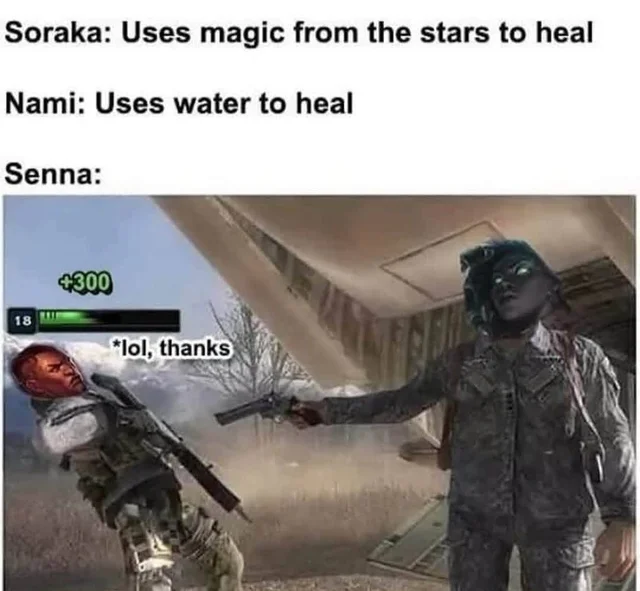 Soraka: Uses magic from the stars to heal
Nami: Uses water to heal
Senna:
+300
18
*lol, thanks